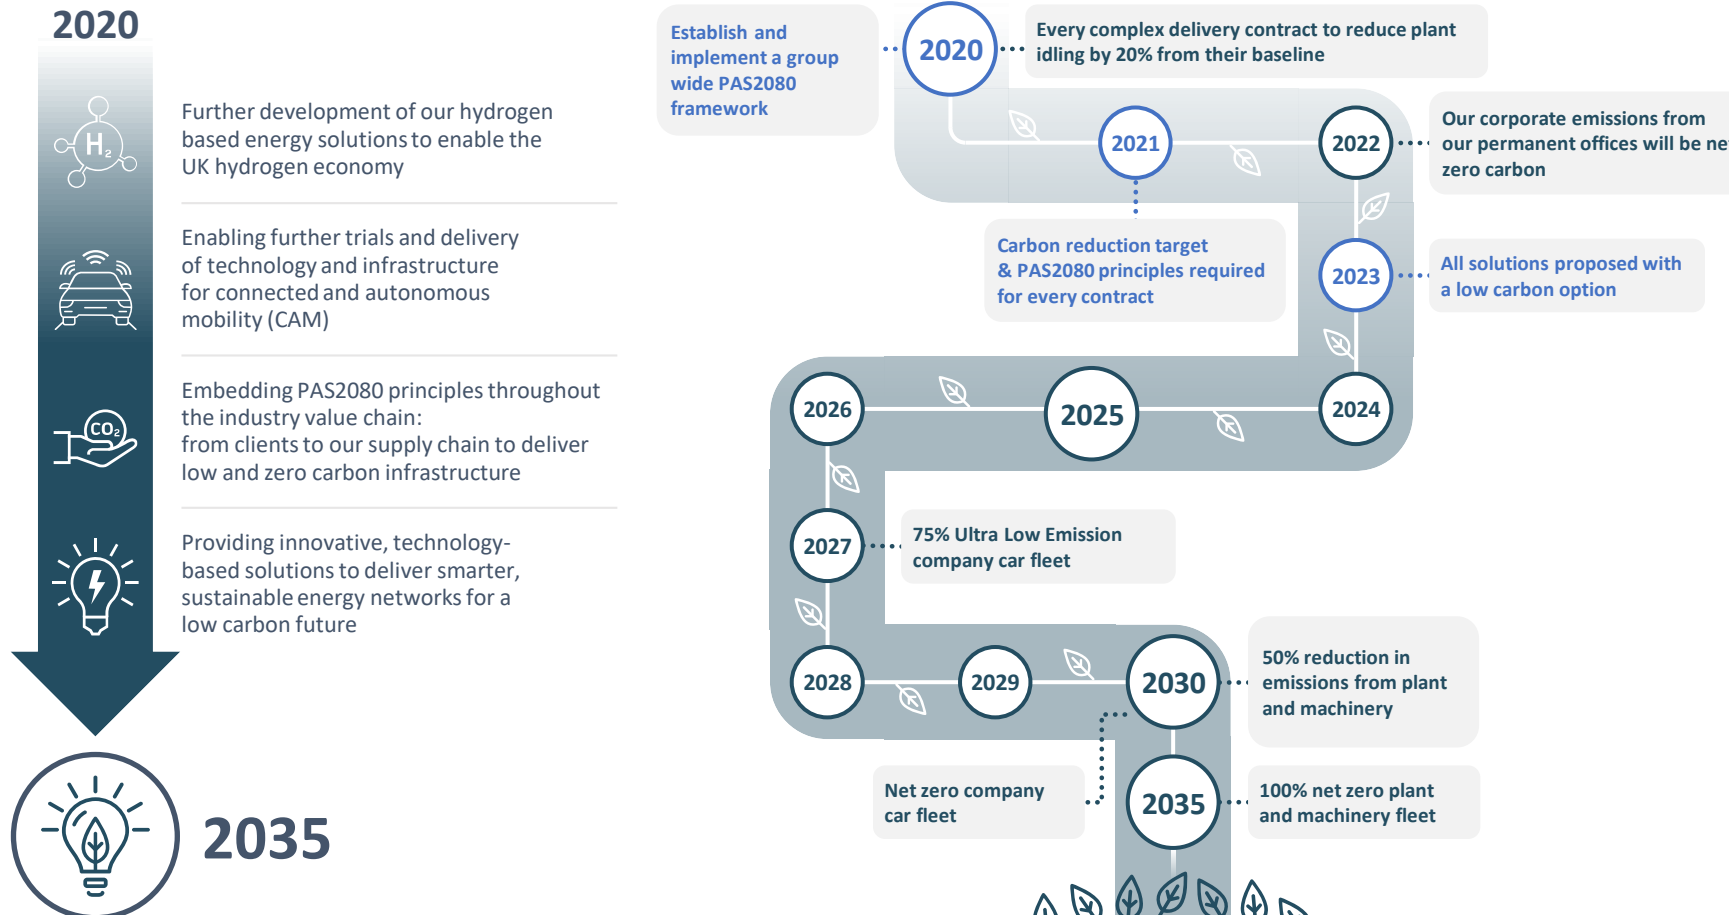 2020
H₂
Further development of our hydrogen
based energy solutions to enable the
UK hydrogen economy
Enabling further trials and delivery
of technology and infrastructure
for connected and autonomous
mobility (CAM)
CO₂
Embedding PAS2080 principles throughout
the industry value chain:
from clients to our supply chain to deliver
low and zero carbon infrastructure
Providing innovative, technology-
based solutions to deliver smarter,
sustainable energy networks for a
low carbon future
2035
Establish and
implement a group
wide PAS2080
framework
2020
Every complex delivery contract to reduce plant
idling by 20% from their baseline
2021
Carbon reduction target
& PAS2080 principles required
for every contract
2022
Our corporate emissions from
our permanent offices will be net
zero carbon
2023
All solutions proposed with
a low carbon option
2024
2025
2026
2027
75% Ultra Low Emission
company car fleet
2028
2029
2030
50% reduction in
emissions from plant
and machinery
Net zero company
car fleet
2035
100% net zero plant
and machinery fleet